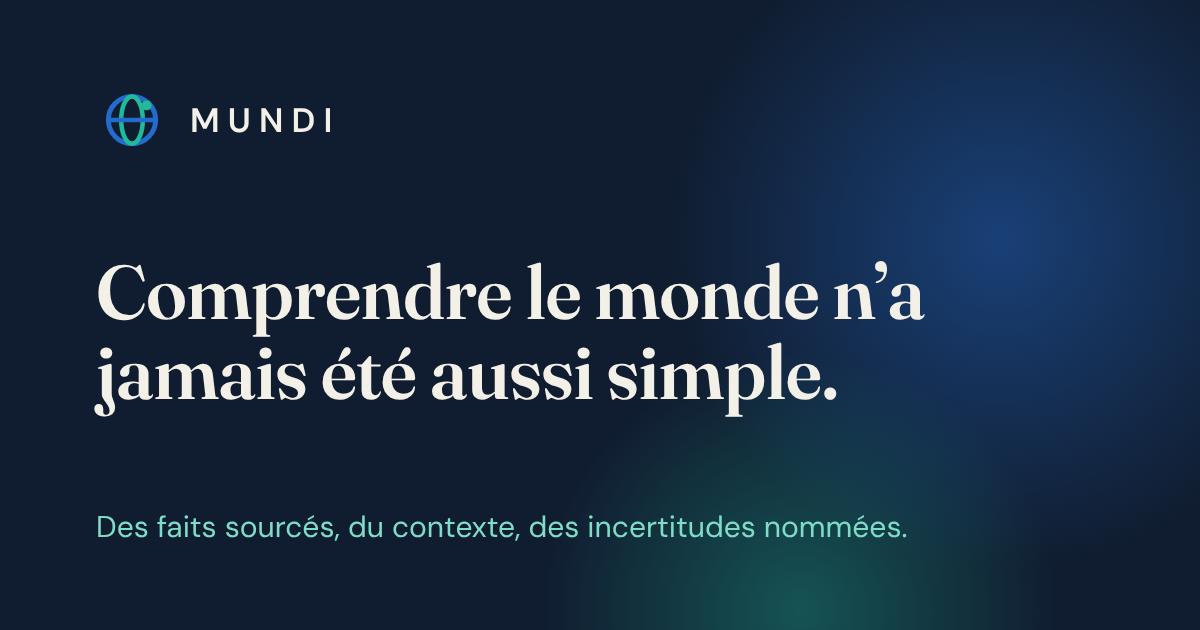 MUNDI
Comprendre le monde n’a
jamais été aussi simple.
Des faits sourcés, du contexte, des incertitudes nommées.